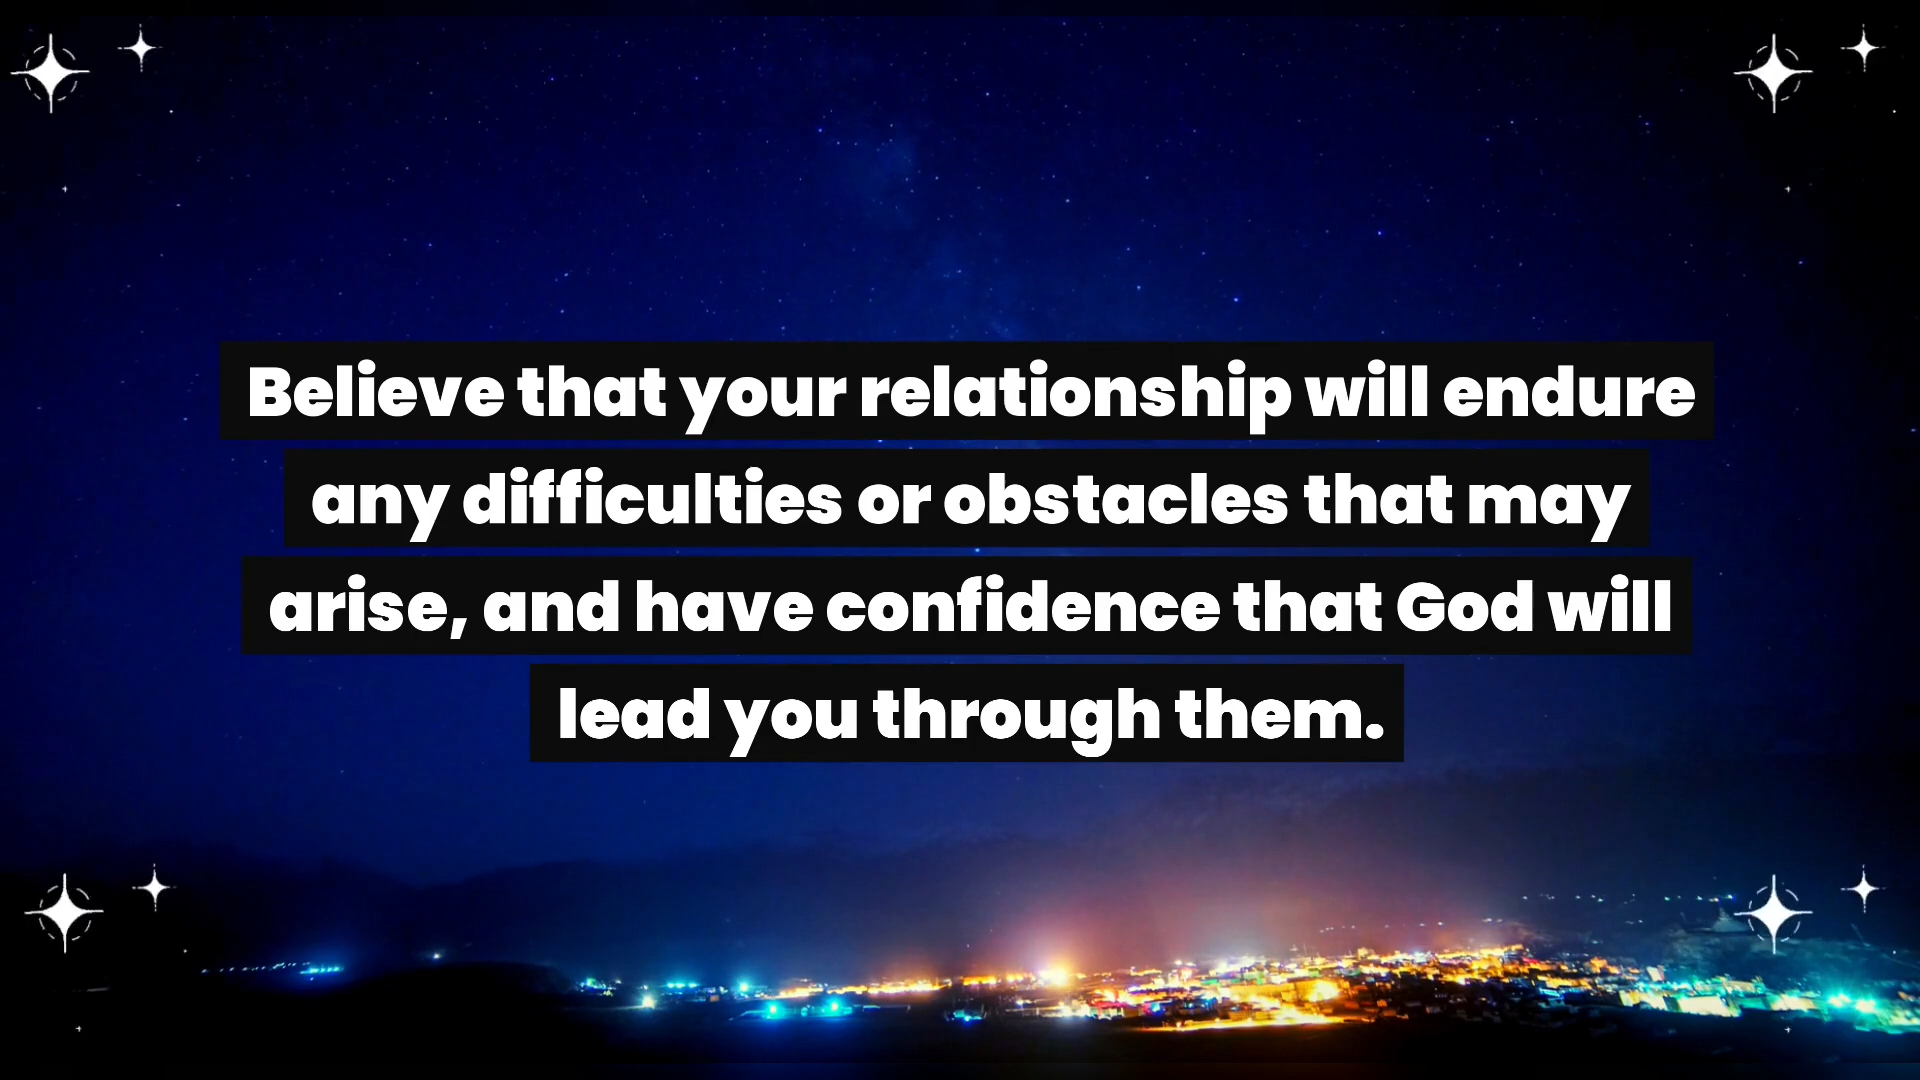 Believe that your relationship will endure
any difficulties or obstacles that may
arise, and have confidence that God will
lead you through them.